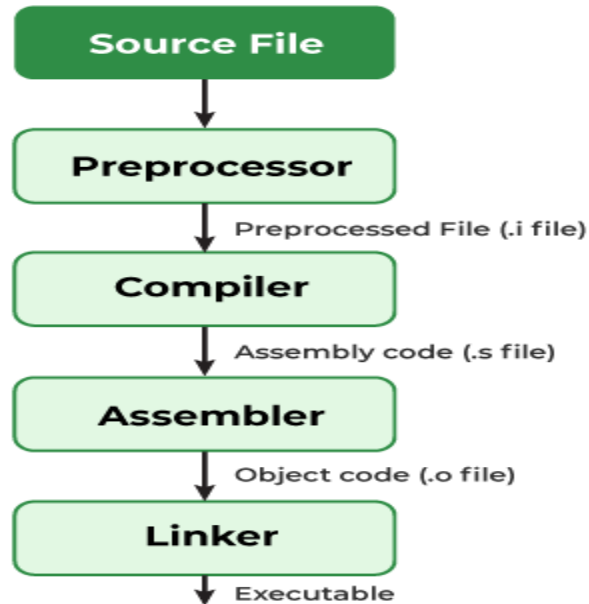 Source File
Preprocessor
Preprocessed File (.i file)
Compiler
Assembly code (.s file)
Assembler
Object code (.o file)
Linker
Executable